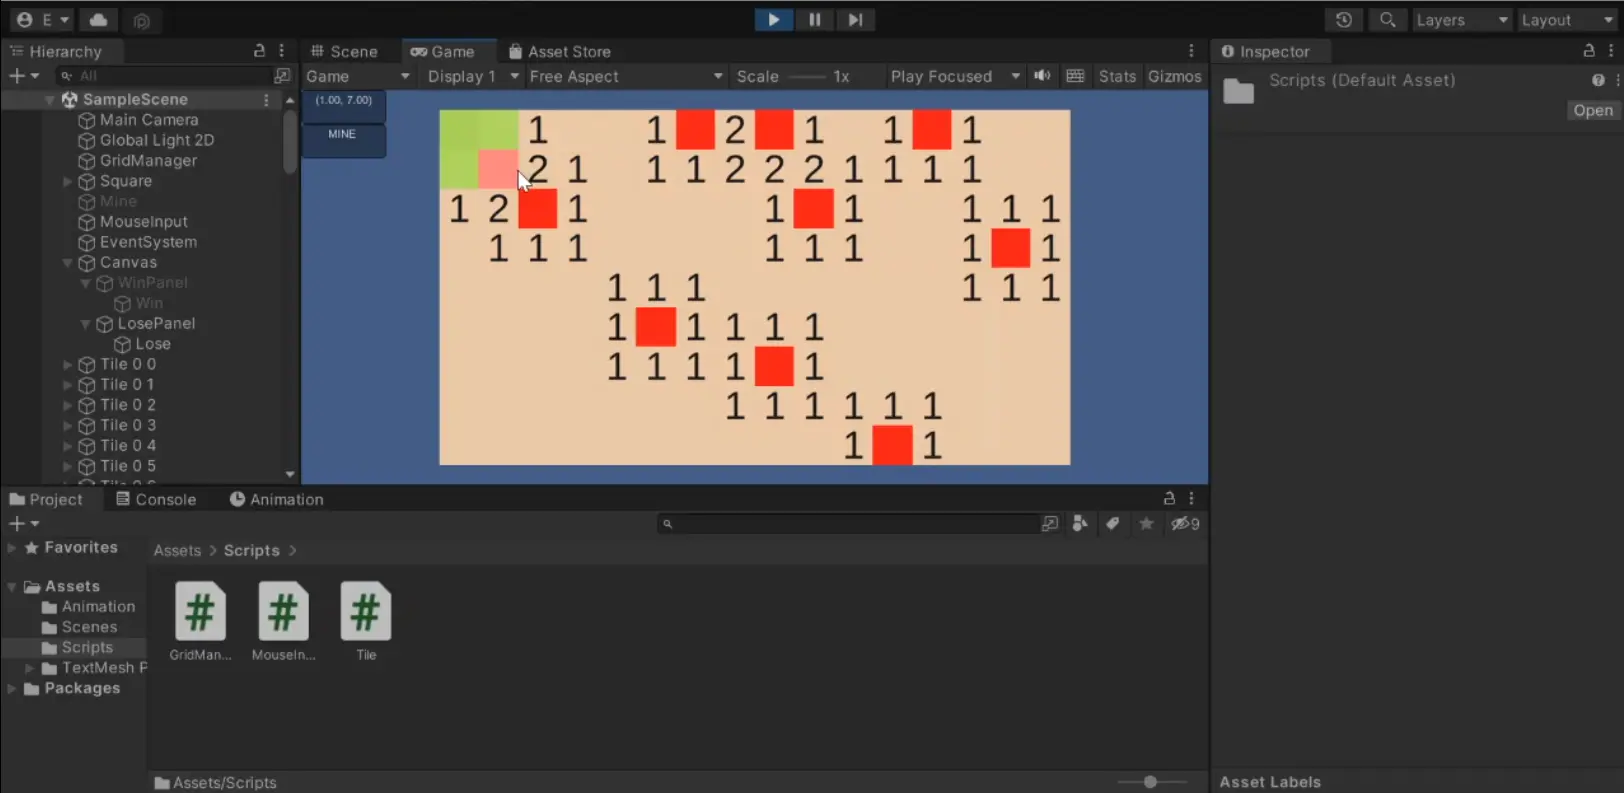 E
Layers
Layout
Hierarchy
Scene
Game
Asset Store
Inspector
All
Game
Display 1
Free Aspect
Scale
1x
Play Focused
Stats
Gizmos
Scripts (Default Asset)
Open
SampleScene
Main Camera
Global Light 2D
GridManager
Square
Mine
MouseInput
EventSystem
Canvas
WinPanel
Win
LosePanel
Lose
Tile 0 0
Tile 0 1
Tile 0 2
Tile 0 3
Tile 0 4
Tile 0 5
(1.00, 7.00)
MINE
1 1 2 1 1 1
2 1 1 1 2 2 2 1 1 1 1
1 2 1 1 1 1 1 1
1 1 1 1 1 1 1 1
1 1 1 1 1 1
1 1 1 1 1
1 1 1 1 1
1 1 1 1 1 1
1 1
Project
Console
Animation
9
Favorites
Assets
Animation
Scenes
Scripts
TextMesh P
Packages
Assets > Scripts >
#
#
#
GridMan...
MouseIn...
Tile
Assets/Scripts
Asset Labels